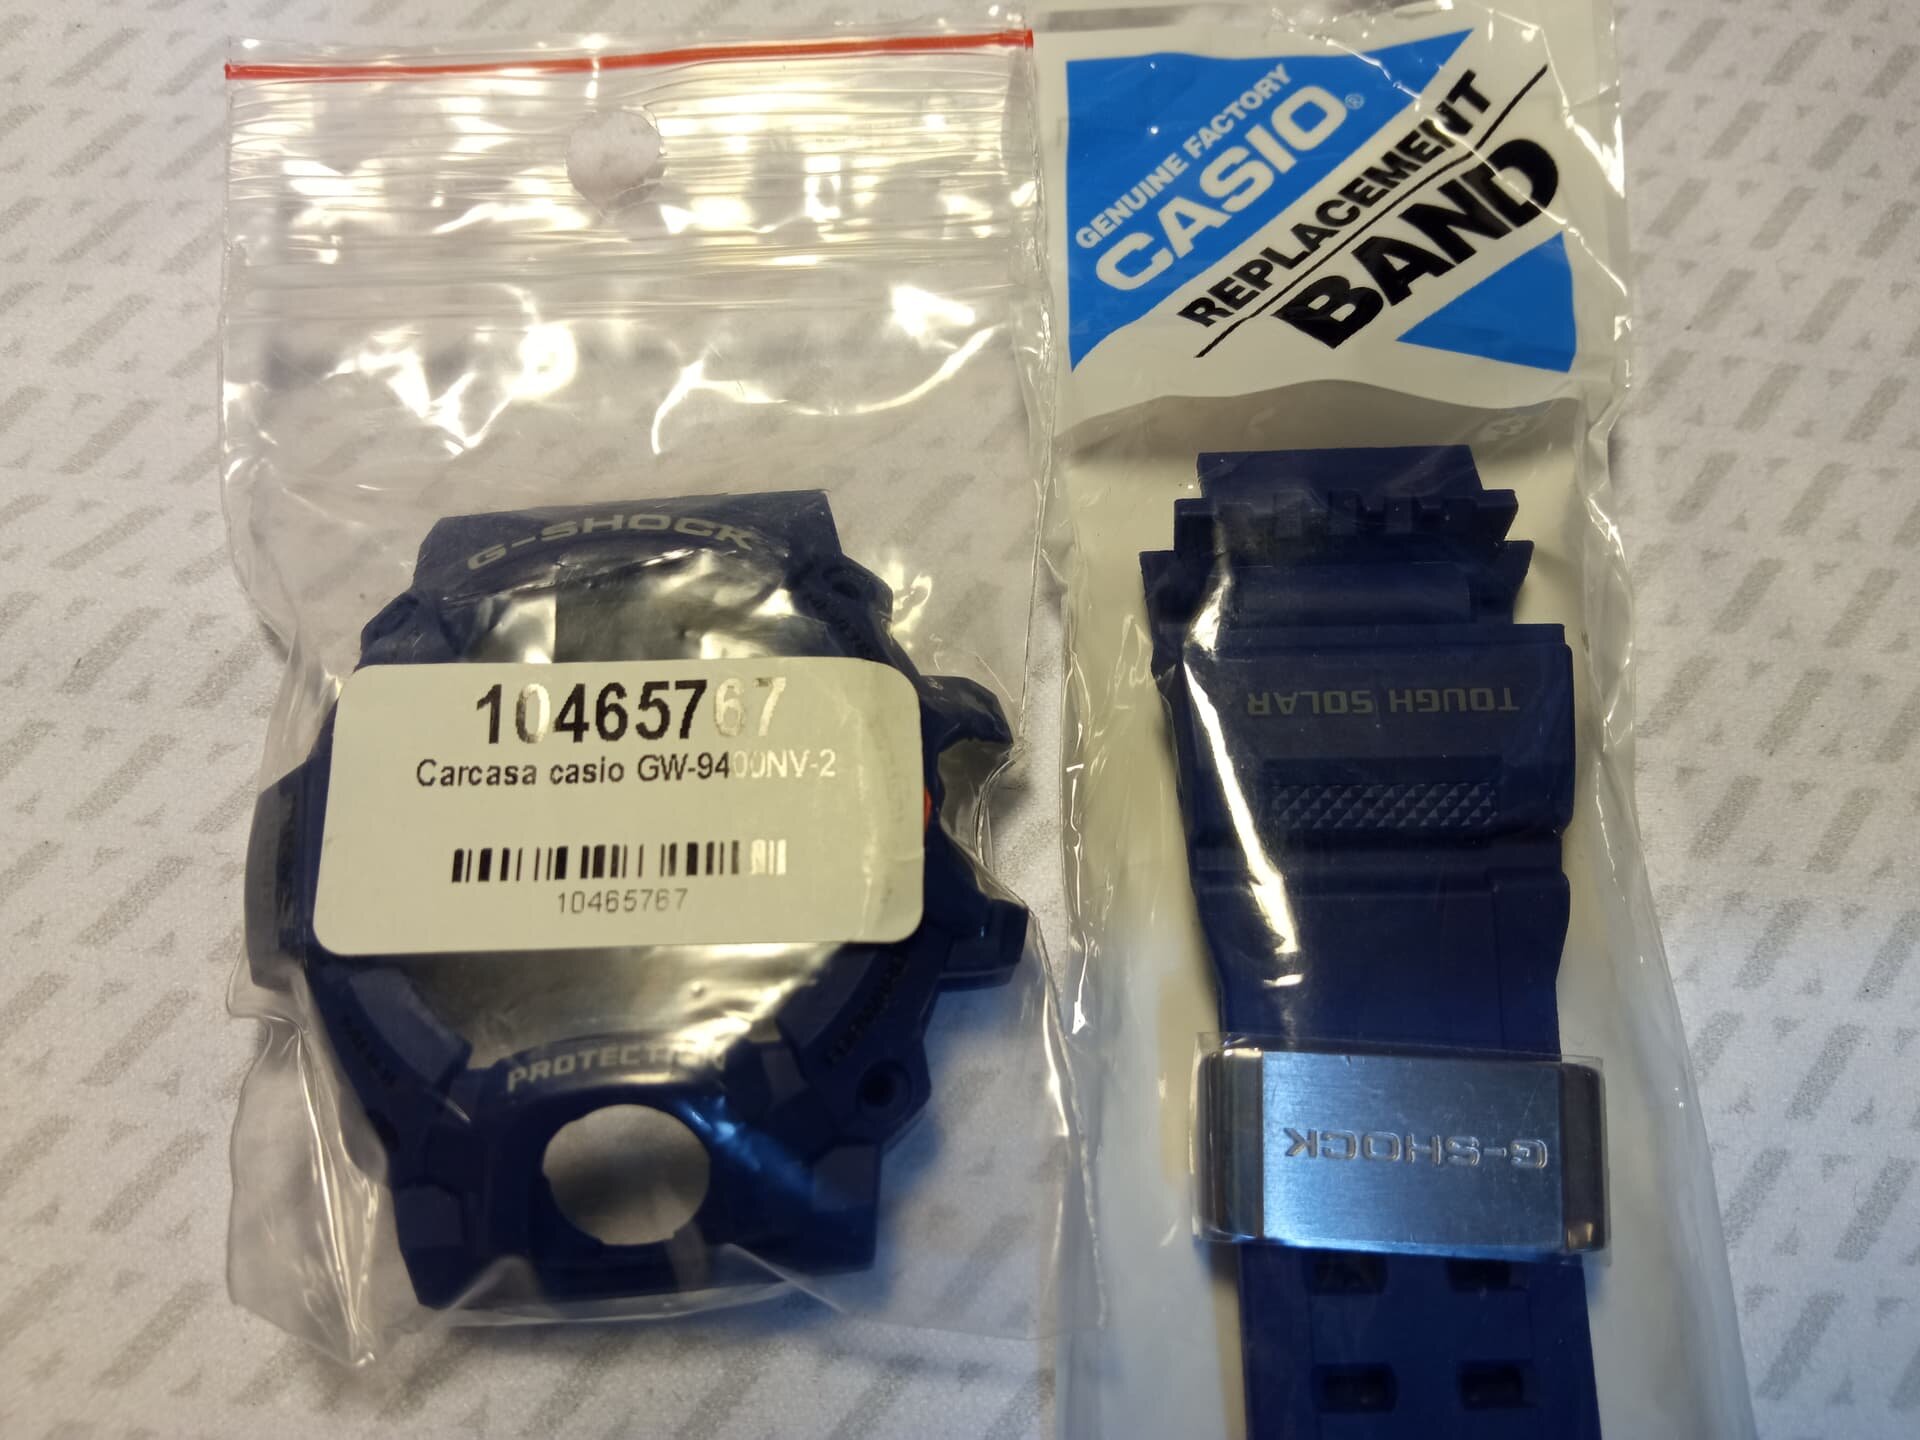 G-SHOCK
10465767
Carcasa casio GW-9400NV-2
10465767
PROTECTION
GENUINE FACTORY
CASIO®
REPLACEMENT
BAND
TOUGH SOLAR
G-SHOCK